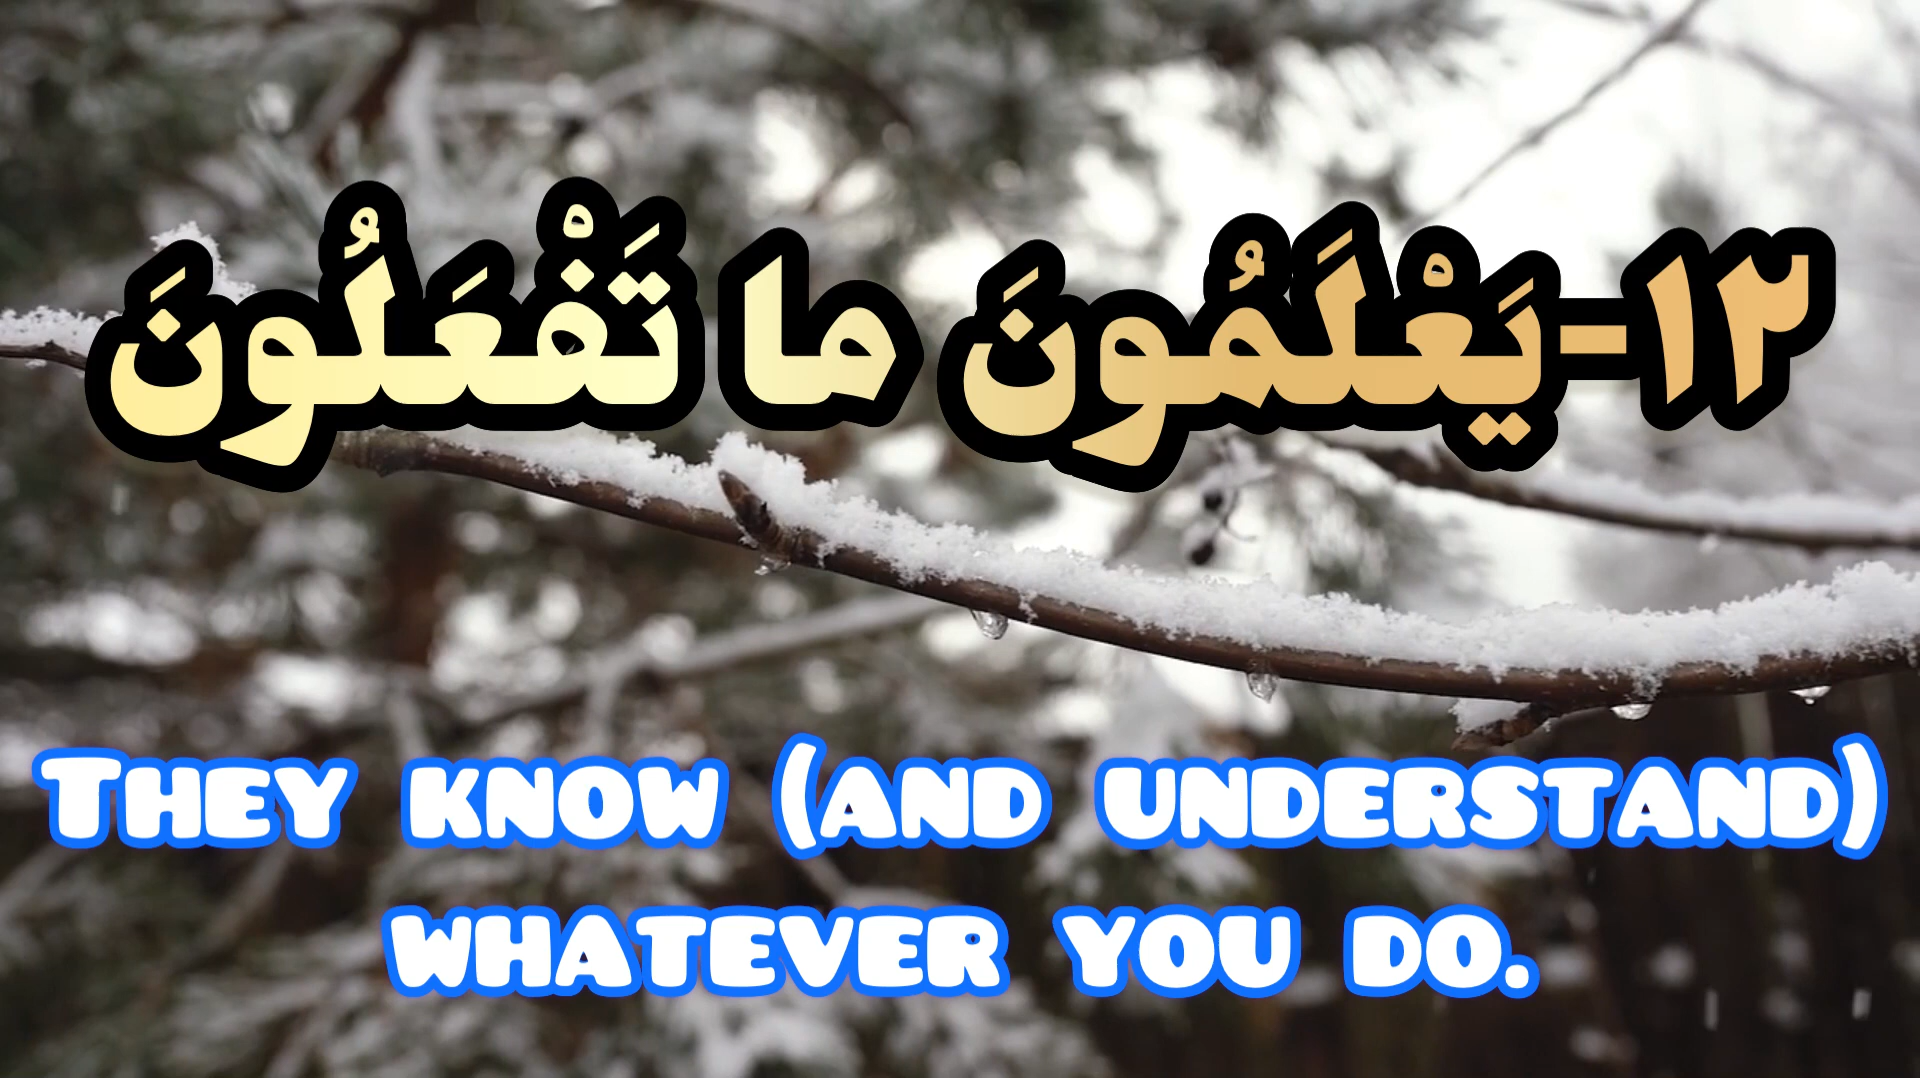 ١٢-يَعْلَمُونَ ما تَفْعَلُونَ
They know (and understand)
whatever you do.